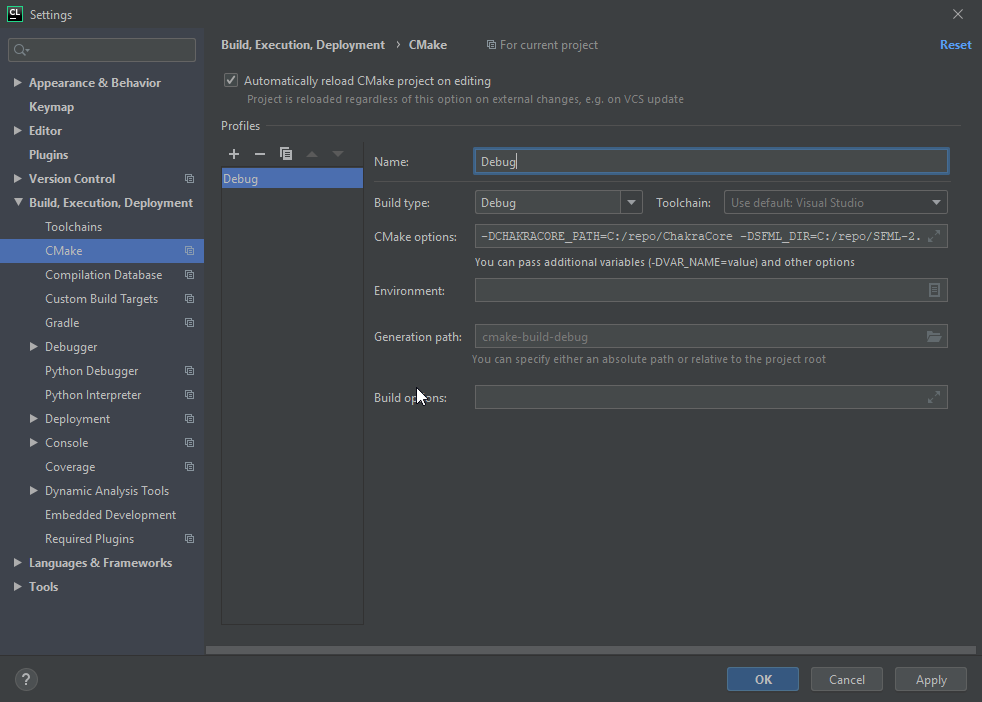 CL Settings
Build, Execution, Deployment › CMake For current project Reset
Appearance & Behavior
Keymap
Editor
Plugins
Version Control
Build, Execution, Deployment
Toolchains
CMake
Compilation Database
Custom Build Targets
Gradle
Debugger
Python Debugger
Python Interpreter
Deployment
Console
Coverage
Dynamic Analysis Tools
Embedded Development
Required Plugins
Languages & Frameworks
Tools
Automatically reload CMake project on editing
Project is reloaded regardless of this option on external changes, e.g. on VCS update
Profiles
Debug
Name: Debug
Build type: Debug Toolchain: Use default: Visual Studio
CMake options: -DCHAKRACORE_PATH=C:/repo/ChakraCore -DSFML_DIR=C:/repo/SFML-2.
You can pass additional variables (-DVAR_NAME=value) and other options
Environment:
Generation path: cmake-build-debug
You can specify either an absolute path or relative to the project root
Build options:
? OK Cancel Apply